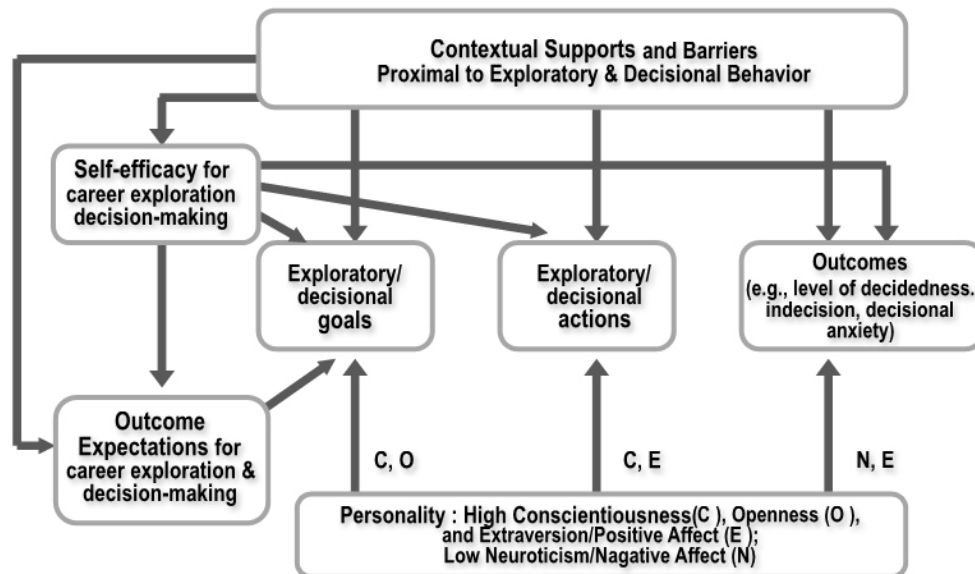 Contextual Supports and Barriers
Proximal to Exploratory & Decisional Behavior
Self-efficacy for
career exploration
decision-making
Exploratory/
decisional
goals
Exploratory/
decisional
actions
Outcomes
(e.g., level of decidedness.
indecision, decisional
anxiety)
Outcome
Expectations for
career exploration &
decision-making
C, O
C, E
N, E
Personality : High Conscientiousness(C ), Openness (O ),
and Extraversion/Positive Affect (E );
Low Neuroticism/Nagative Affect (N)